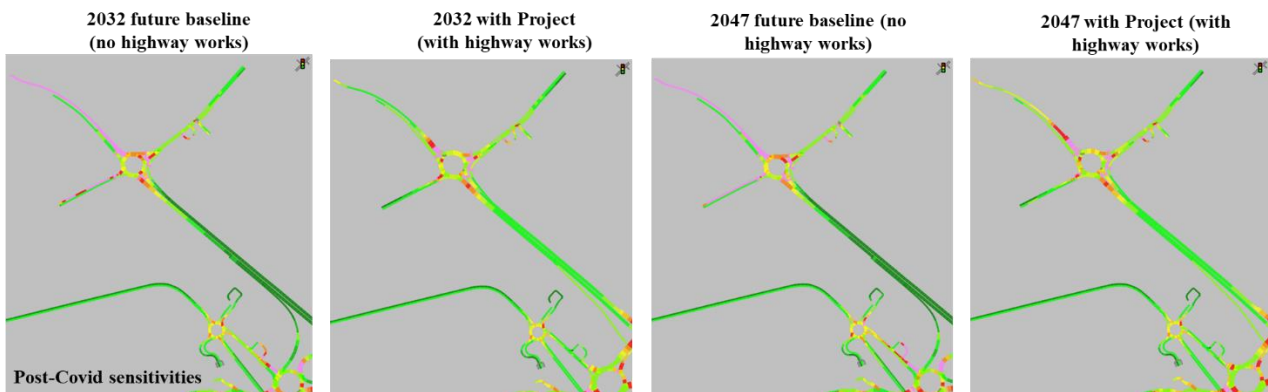 2032 future baseline
(no highway works)
2032 with Project
(with highway works)
2047 future baseline (no
highway works)
2047 with Project (with
highway works)
Post-Covid sensitivities